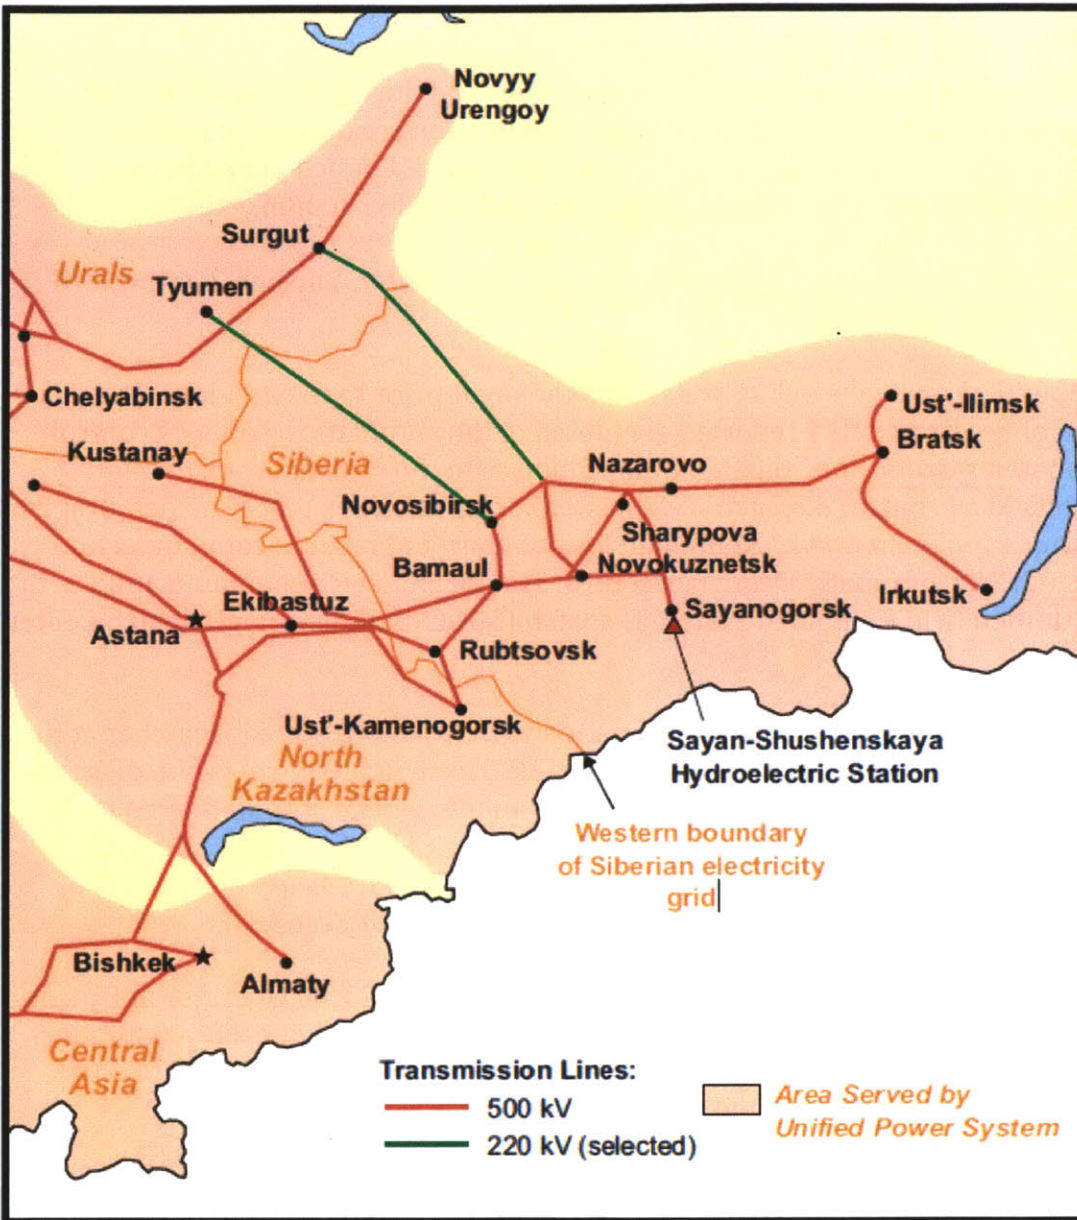 Novyy
Urengoy
Surgut
Urals
Tyumen
Chelyabinsk
Ust'-Ilimsk
Bratsk
Kustanay
Siberia
Nazarovo
Novosibirsk
Sharypova
Bamaul
Novokuznetsk
Ekibastuz
Irkutsk
Sayanogorsk
Astana
Rubtsovsk
Ust'-Kamenogorsk
Sayan-Shushenskaya
Hydroelectric Station
North
Kazakhstan
Western boundary
of Siberian electricity
grid
Bishkek
Almaty
Central
Asia
Transmission Lines:
500 kV
220 kV (selected)
Area Served by
Unified Power System